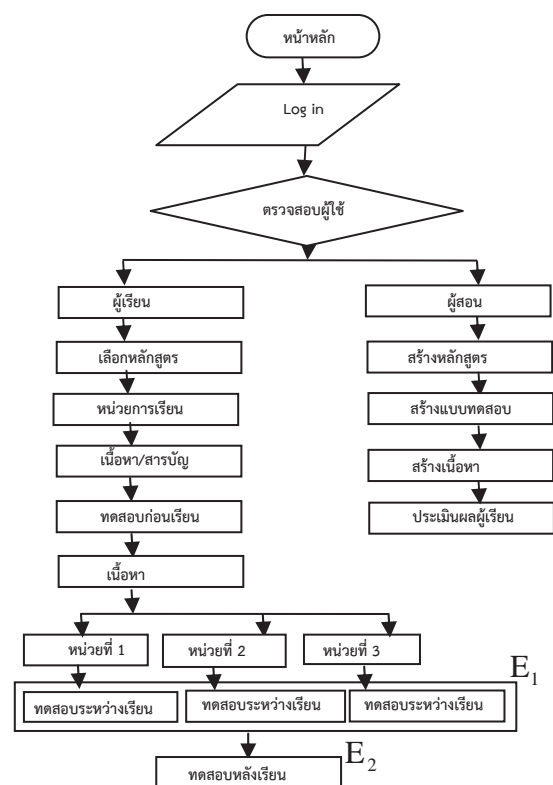 หน้าหลัก
Log in
ตรวจสอบผู้ใช้
ผู้เรียน
ผู้สอน
เลือกหลักสูตร
สร้างหลักสูตร
หน่วยการเรียน
สร้างแบบทดสอบ
เนื้อหา/สารบัญ
สร้างเนื้อหา
ทดสอบก่อนเรียน
ประเมินผลผู้เรียน
เนื้อหา
หน่วยที่ 1
หน่วยที่ 2
หน่วยที่ 3
E1
ทดสอบระหว่างเรียน
ทดสอบระหว่างเรียน
ทดสอบระหว่างเรียน
E2
ทดสอบหลังเรียน